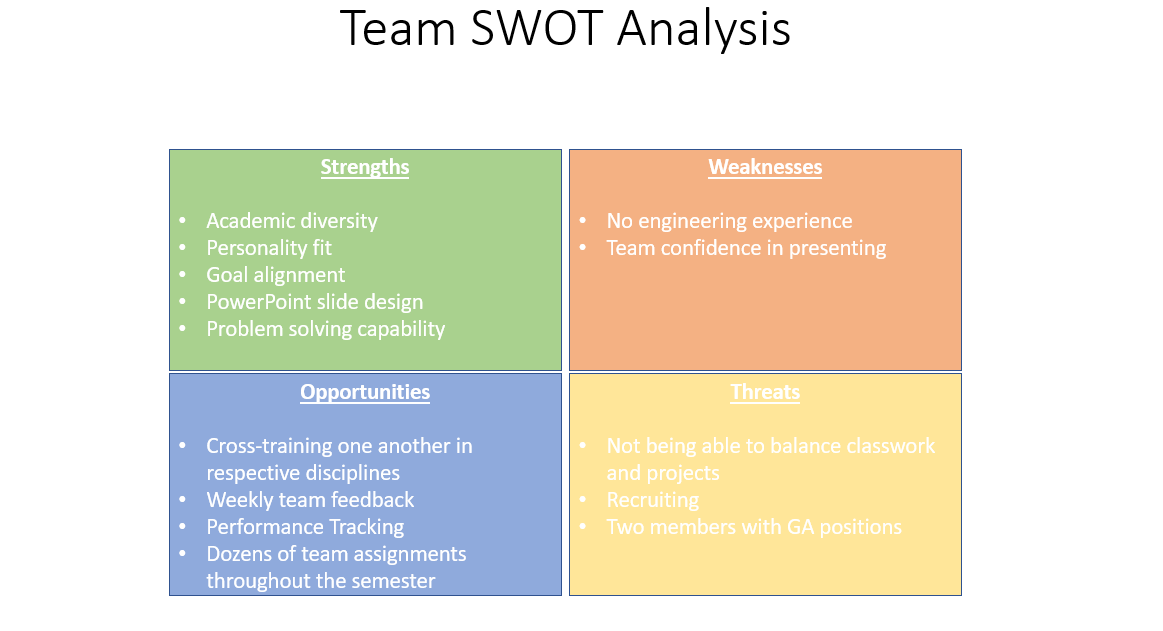 Team SWOT Analysis
Strengths
• Academic diversity
• Personality fit
• Goal alignment
• PowerPoint slide design
• Problem solving capability
Weaknesses
• No engineering experience
• Team confidence in presenting
Opportunities
• Cross-training one another in
respective disciplines
• Weekly team feedback
• Performance Tracking
• Dozens of team assignments
throughout the semester
Threats
• Not being able to balance classwork
and projects
• Recruiting
• Two members with GA positions